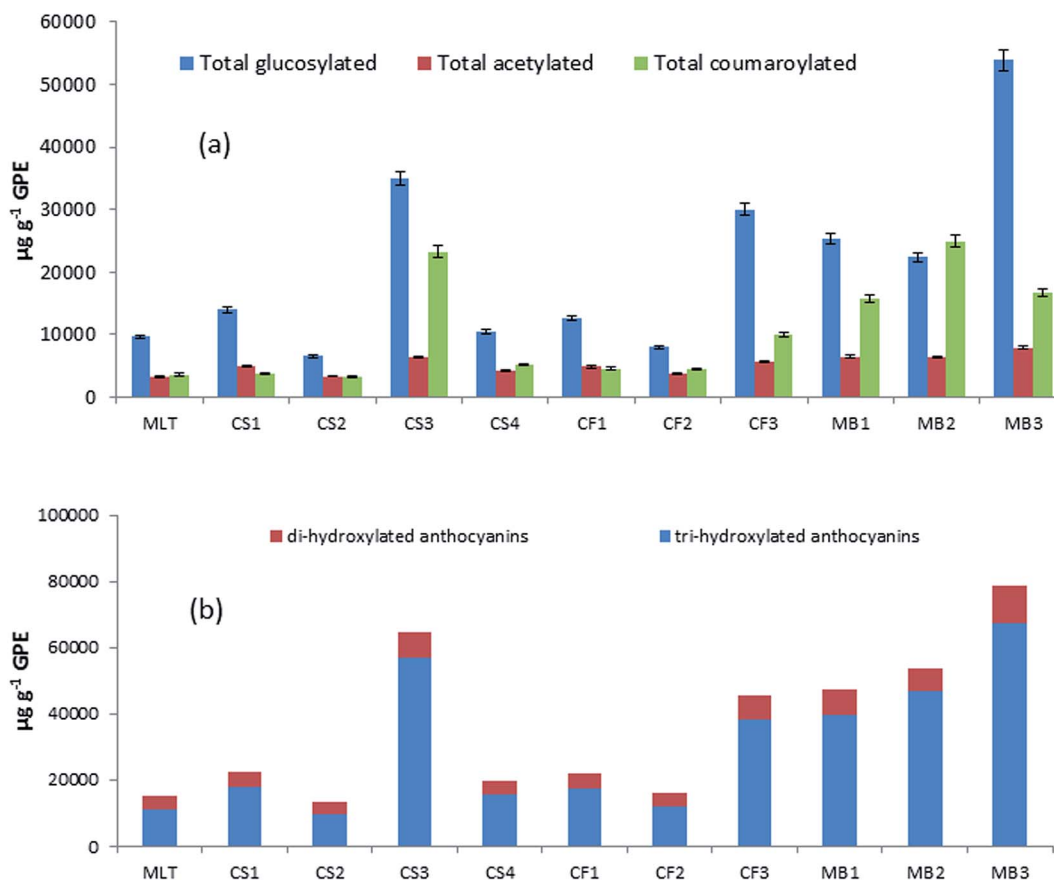 60000
50000
40000
30000
20000
10000
0
µg g-1 GPE
Total glucosylated Total acetylated Total coumaroylated
(a)
MLT CS1 CS2 CS3 CS4 CF1 CF2 CF3 MB1 MB2 MB3
100000
80000
60000
40000
20000
0
µg g-1 GPE
di-hydroxylated anthocyanins tri-hydroxylated anthocyanins
(b)
MLT CS1 CS2 CS3 CS4 CF1 CF2 CF3 MB1 MB2 MB3